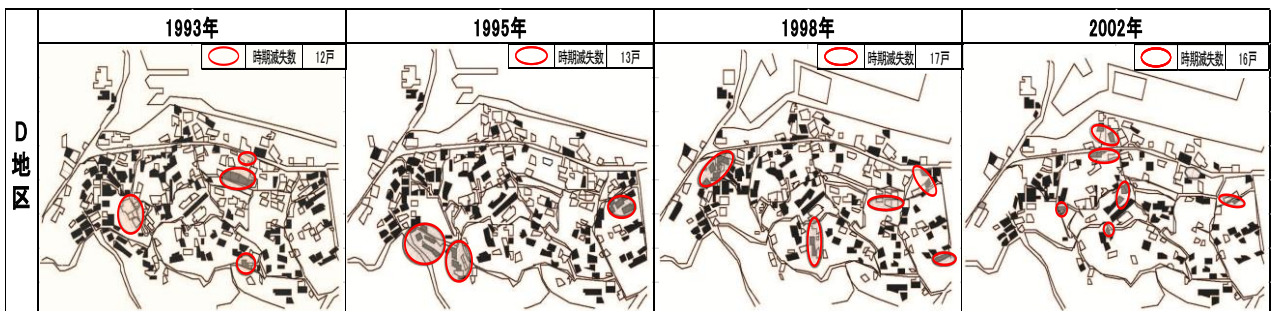 1993年 1995年 1998年 2002年
時期滅失数 12戸 時期滅失数 13戸 時期滅失数 17戸 時期滅失数 16戸
D地区